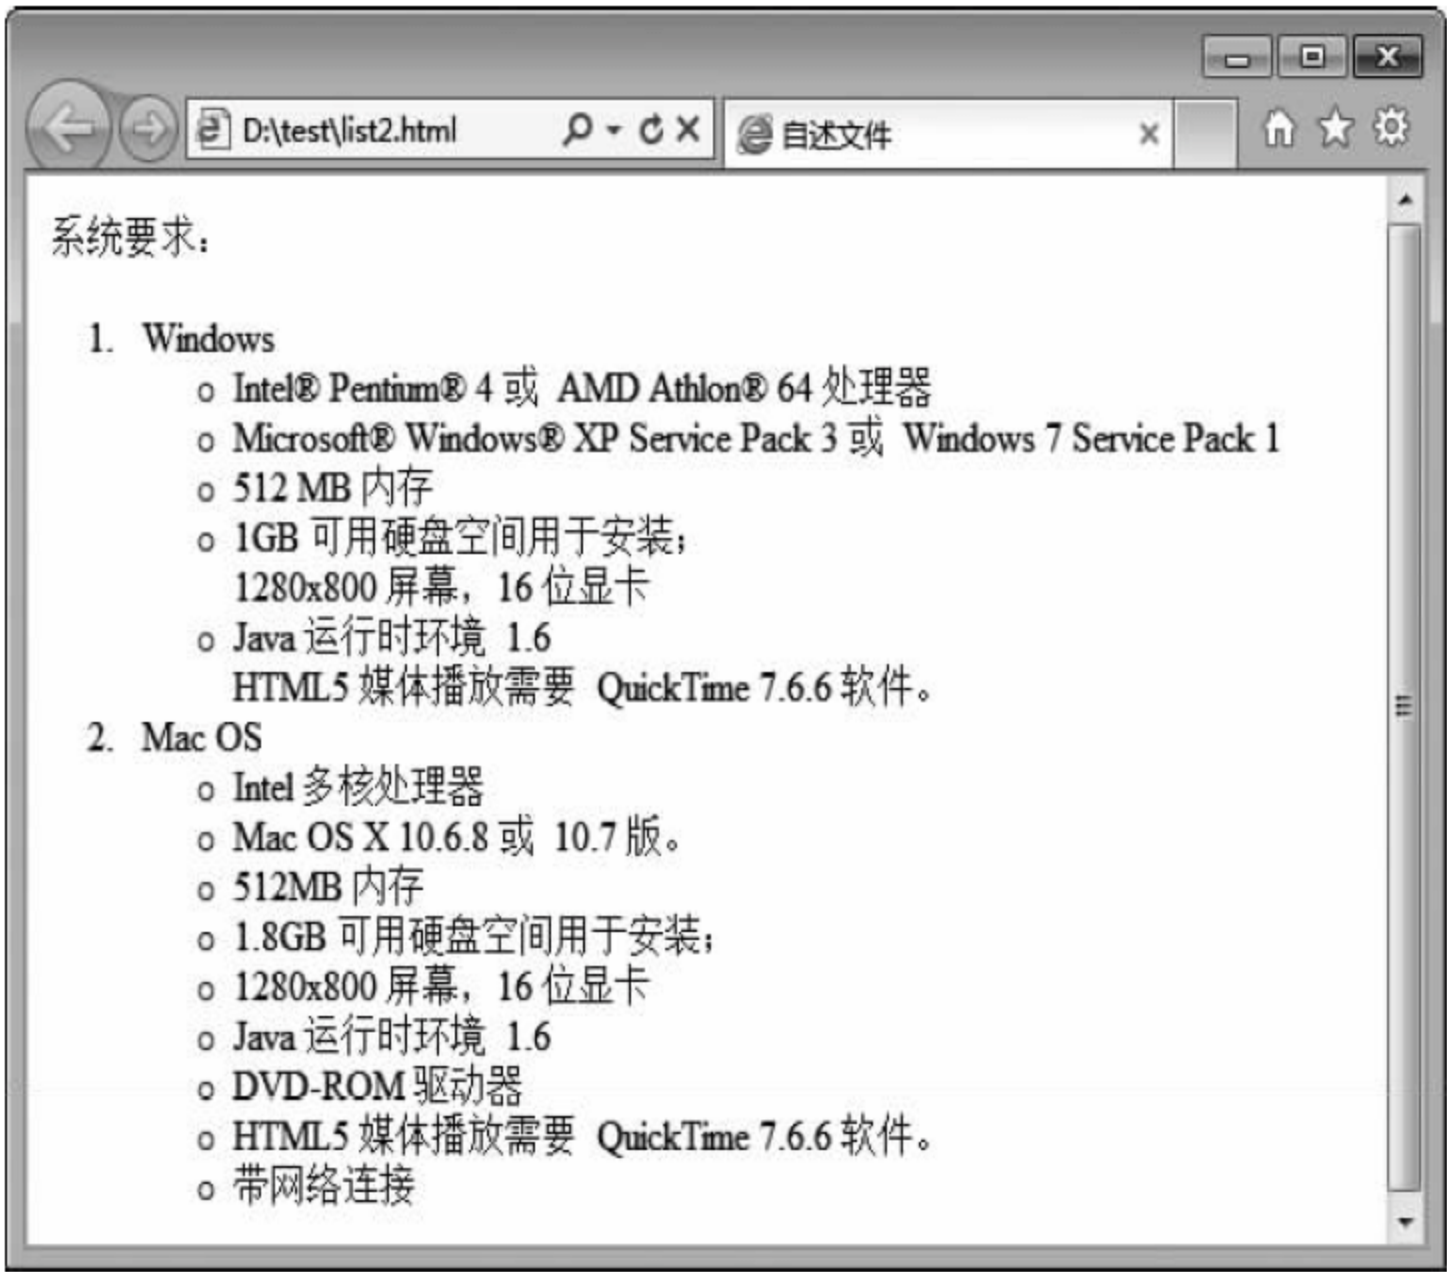 D:\test\list2.html
自述文件
系统要求：
1. Windows
o Intel® Pentium® 4 或 AMD Athlon® 64 处理器
o Microsoft® Windows® XP Service Pack 3 或 Windows 7 Service Pack 1
o 512 MB 内存
o 1GB 可用硬盘空间用于安装；
1280x800 屏幕，16 位显卡
o Java 运行时环境 1.6
HTML5 媒体播放需要 QuickTime 7.6.6 软件。
2. Mac OS
o Intel 多核处理器
o Mac OS X 10.6.8 或 10.7 版。
o 512MB 内存
o 1.8GB 可用硬盘空间用于安装；
o 1280x800 屏幕，16 位显卡
o Java 运行时环境 1.6
o DVD-ROM 驱动器
o HTML5 媒体播放需要 QuickTime 7.6.6 软件。
o 带网络连接